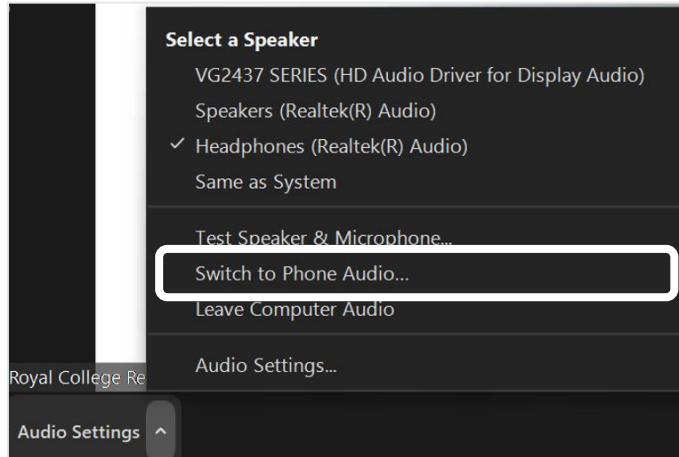 Select a Speaker
VG2437 SERIES (HD Audio Driver for Display Audio)
Speakers (Realtek(R) Audio)
Headphones (Realtek(R) Audio)
Same as System
Test Speaker & Microphone...
Switch to Phone Audio...
Leave Computer Audio
Audio Settings...
Royal College Re
Audio Settings